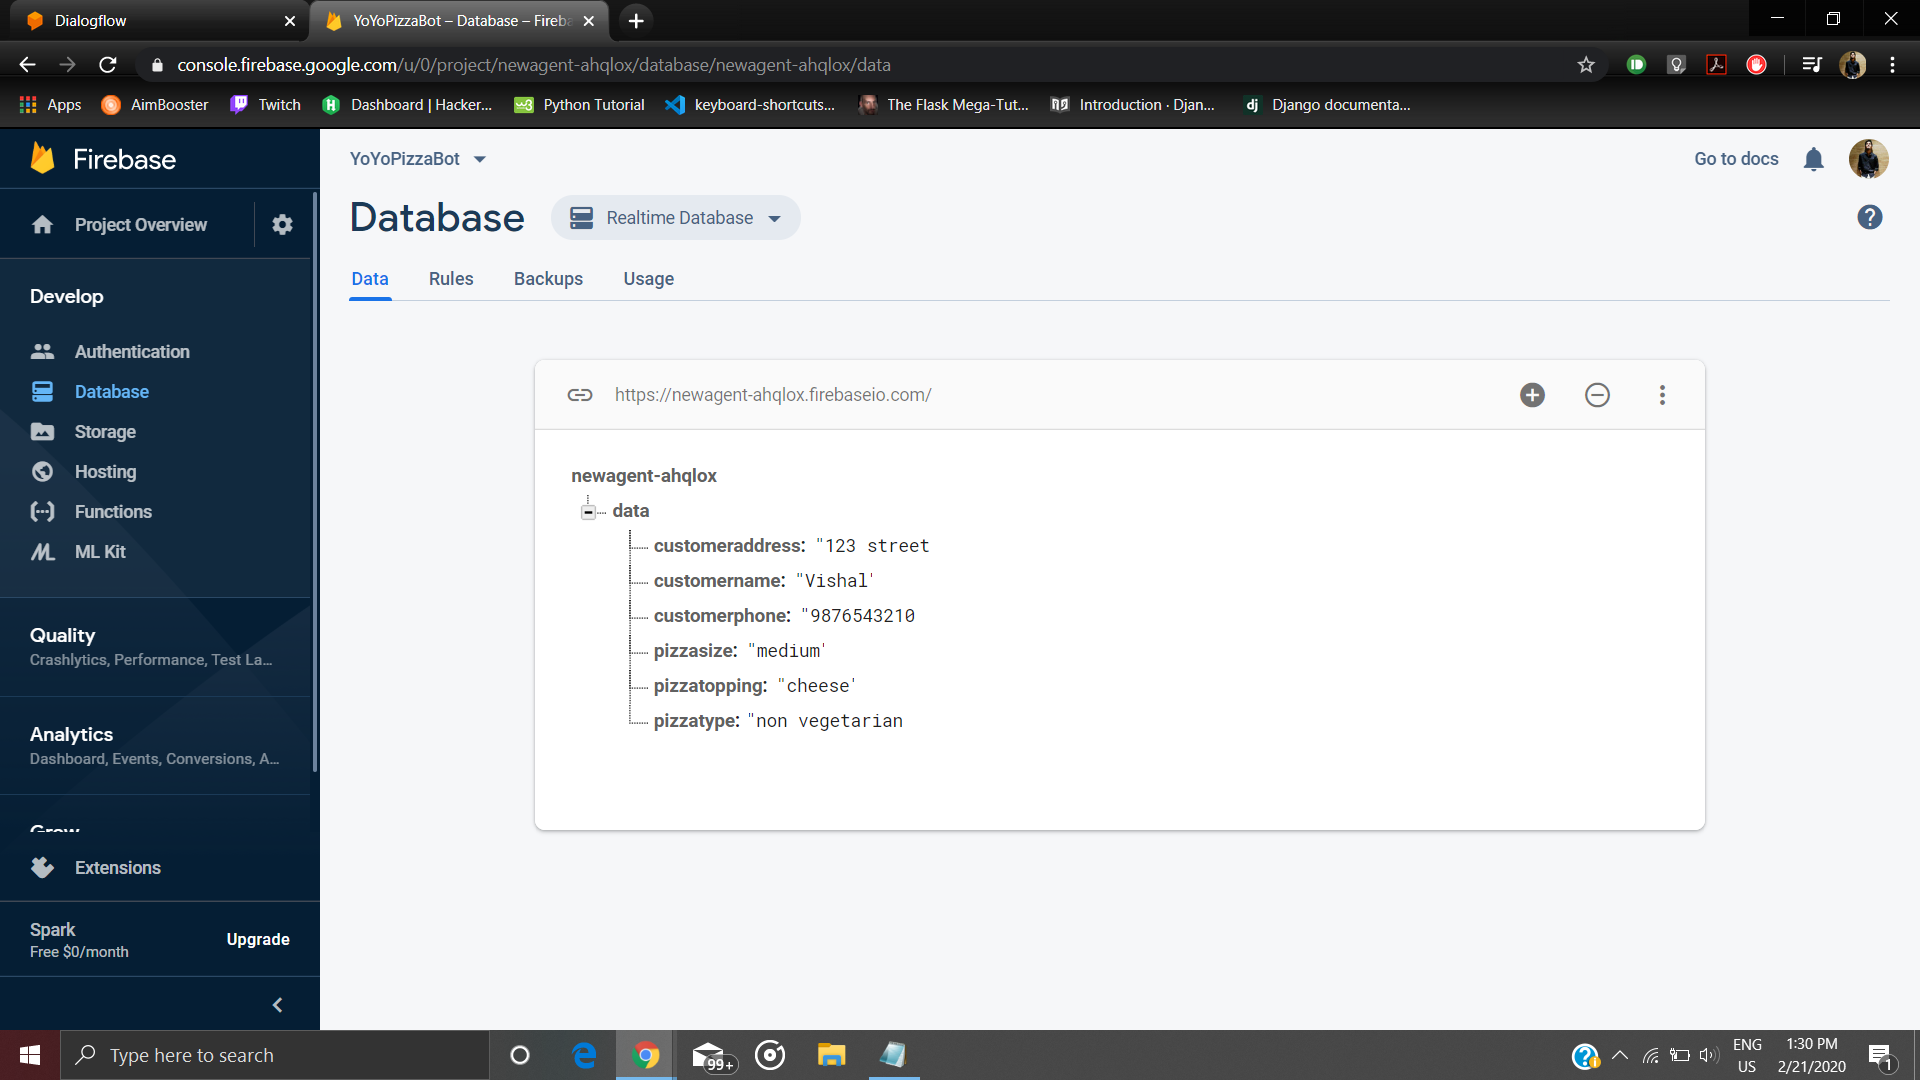 Dialogflow
YoYoPizzaBot – Database – Fireba
console.firebase.google.com/u/0/project/newagent-ahqlox/database/newagent-ahqlox/data
Apps AimBooster Twitch Dashboard | Hacker... Python Tutorial keyboard-shortcuts... The Flask Mega-Tut... Introduction · Djan... Django documenta...
Firebase
YoYoPizzaBot
Go to docs
Project Overview
Database
Realtime Database
Data Rules Backups Usage
Develop
Authentication
Database
Storage
Hosting
Functions
ML Kit
https://newagent-ahqlox.firebaseio.com/
newagent-ahqlox
data
customeraddress: "123 street
customername: "Vishal'
customerphone: "9876543210
pizzasize: "medium'
pizzatopping: "cheese'
pizzatype: "non vegetarian
Quality
Crashlytics, Performance, Test La...
Analytics
Dashboard, Events, Conversions, A...
Grow
Extensions
Spark
Free $0/month
Upgrade
Type here to search
99+
ENG
US
1:30 PM
2/21/2020
1